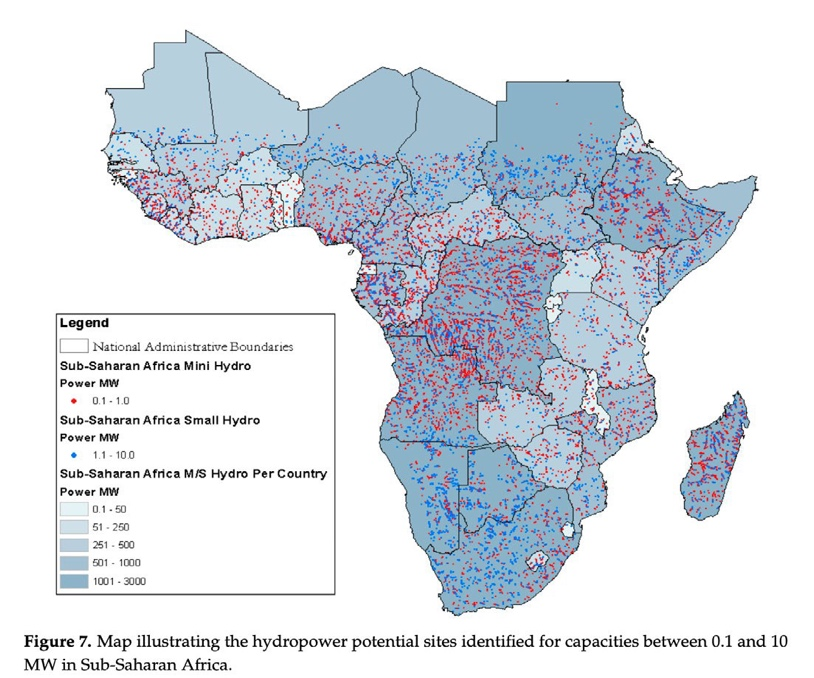 Legend
National Administrative Boundaries
Sub-Saharan Africa Mini Hydro
Power MW
0.1 - 1.0
Sub-Saharan Africa Small Hydro
Power MW
1.1 - 10.0
Sub-Saharan Africa M/S Hydro Per Country
Power MW
0.1 - 50
51 - 250
251 - 500
501 - 1000
1001 - 3000
Figure 7. Map illustrating the hydropower potential sites identified for capacities between 0.1 and 10
MW in Sub-Saharan Africa.